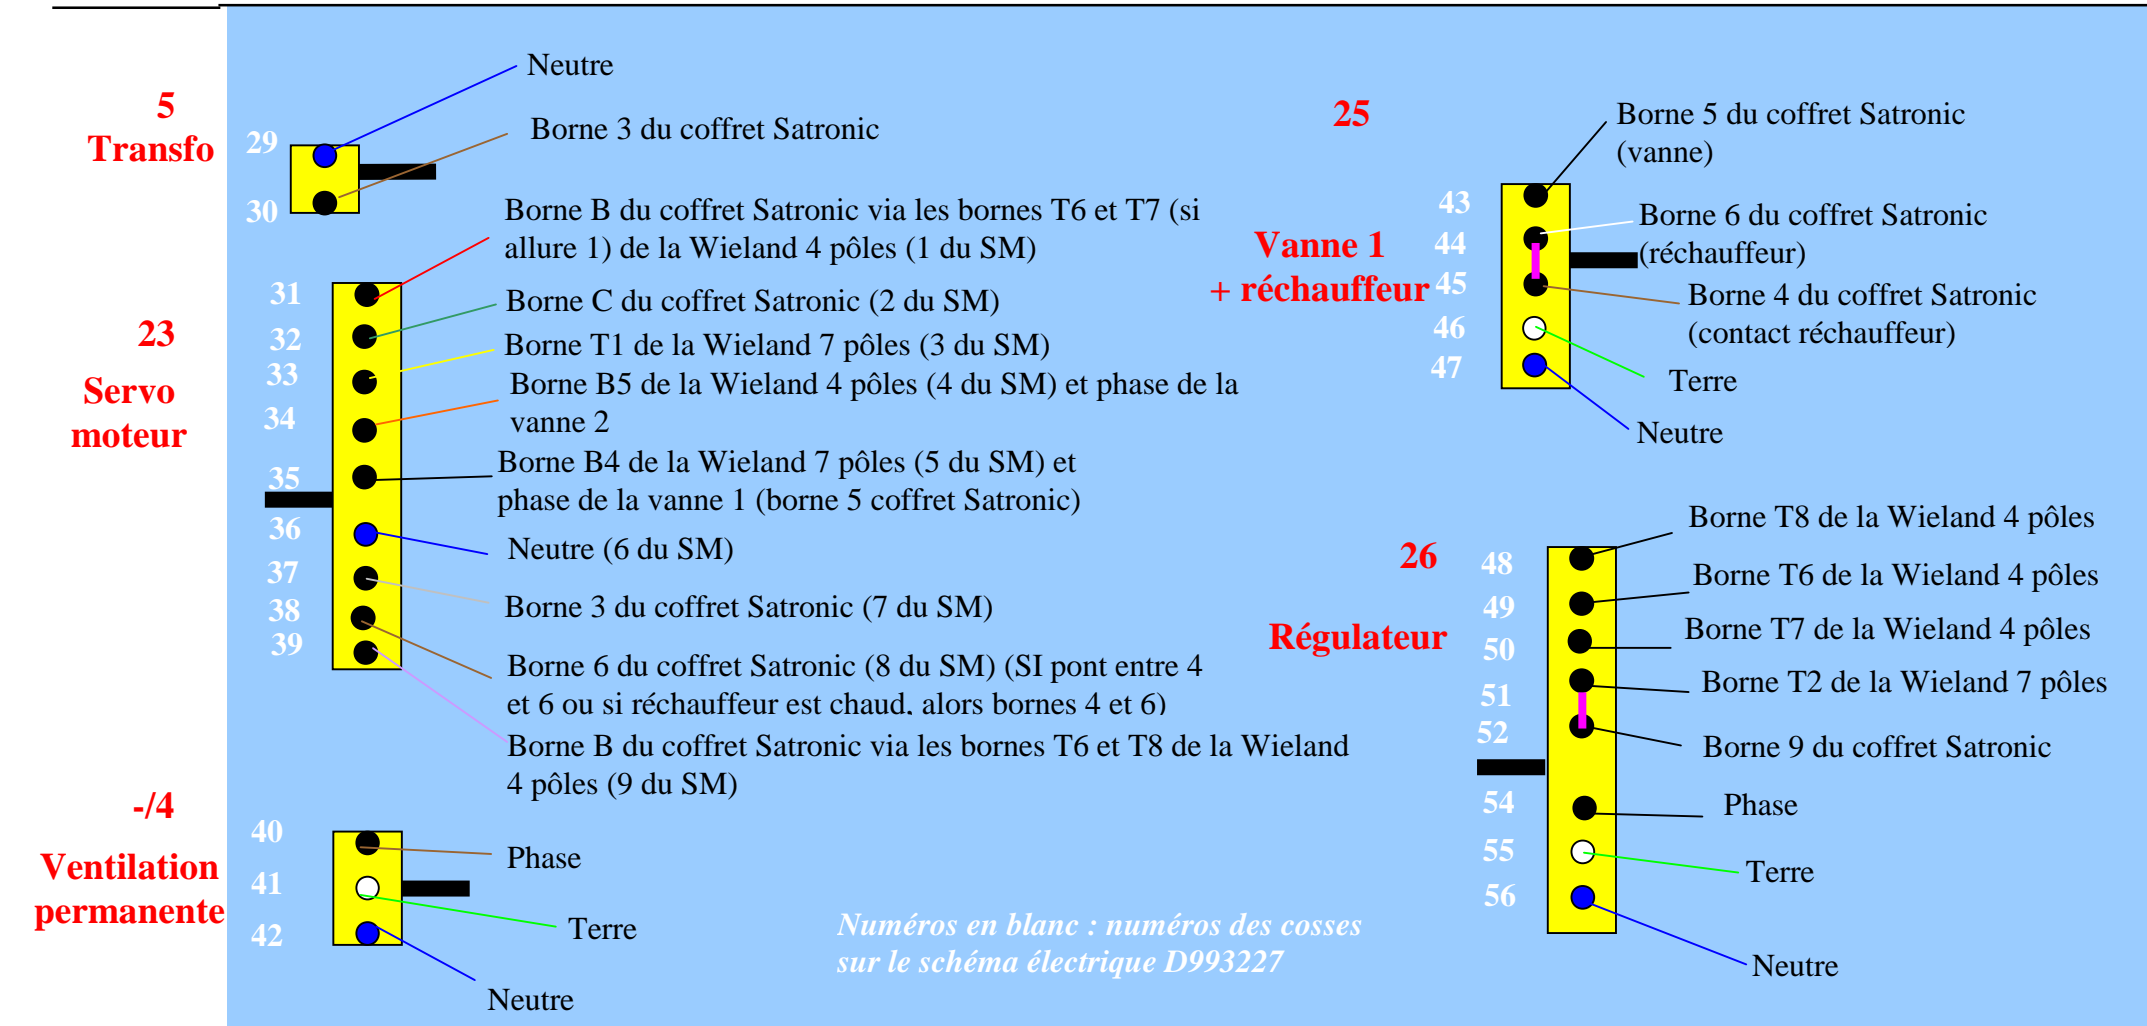 5
Transfo
29
30
Neutre
Borne 3 du coffret Satronic
23
Servo
moteur
31
32
33
34
35
36
37
38
39
Borne B du coffret Satronic via les bornes T6 et T7 (si
allure 1) de la Wieland 4 pôles (1 du SM)
Borne C du coffret Satronic (2 du SM)
Borne T1 de la Wieland 7 pôles (3 du SM)
Borne B5 de la Wieland 4 pôles (4 du SM) et phase de la
vanne 2
Borne B4 de la Wieland 7 pôles (5 du SM) et
phase de la vanne 1 (borne 5 coffret Satronic)
Neutre (6 du SM)
Borne 3 du coffret Satronic (7 du SM)
Borne 6 du coffret Satronic (8 du SM) (SI pont entre 4
et 6 ou si réchauffeur est chaud, alors bornes 4 et 6)
Borne B du coffret Satronic via les bornes T6 et T8 de la Wieland
4 pôles (9 du SM)
-/4
Ventilation
permanente
40
41
42
Phase
Terre
Neutre
25
Vanne 1
+ réchauffeur
43
44
45
46
47
Borne 5 du coffret Satronic
(vanne)
Borne 6 du coffret Satronic
(réchauffeur)
Borne 4 du coffret Satronic
(contact réchauffeur)
Terre
Neutre
26
Régulateur
48
49
50
51
52
54
55
56
Borne T8 de la Wieland 4 pôles
Borne T6 de la Wieland 4 pôles
Borne T7 de la Wieland 4 pôles
Borne T2 de la Wieland 7 pôles
Borne 9 du coffret Satronic
Phase
Terre
Neutre
Numéros en blanc : numéros des cosses
sur le schéma électrique D993227